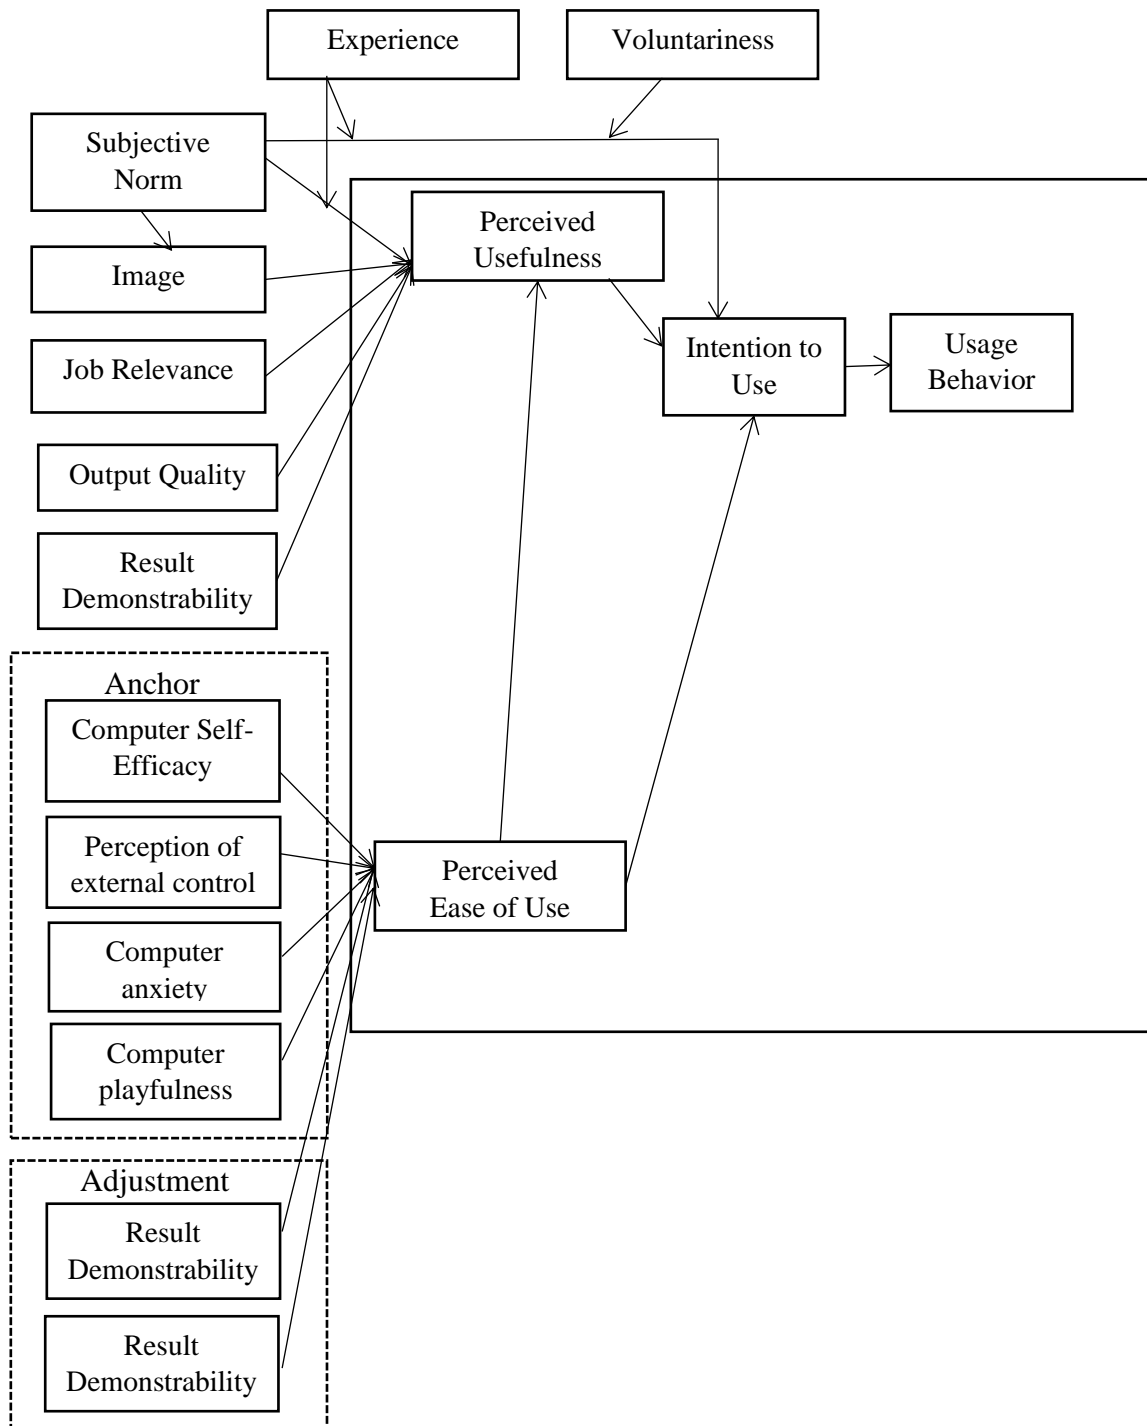 Experience
Voluntariness
Subjective
Norm
Perceived
Usefulness
Image
Intention to
Use
Usage
Behavior
Job Relevance
Output Quality
Result
Demonstrability
Anchor
Computer Self-
Efficacy
Perception of
external control
Perceived
Ease of Use
Computer
anxiety
Computer
playfulness
Adjustment
Result
Demonstrability
Result
Demonstrability